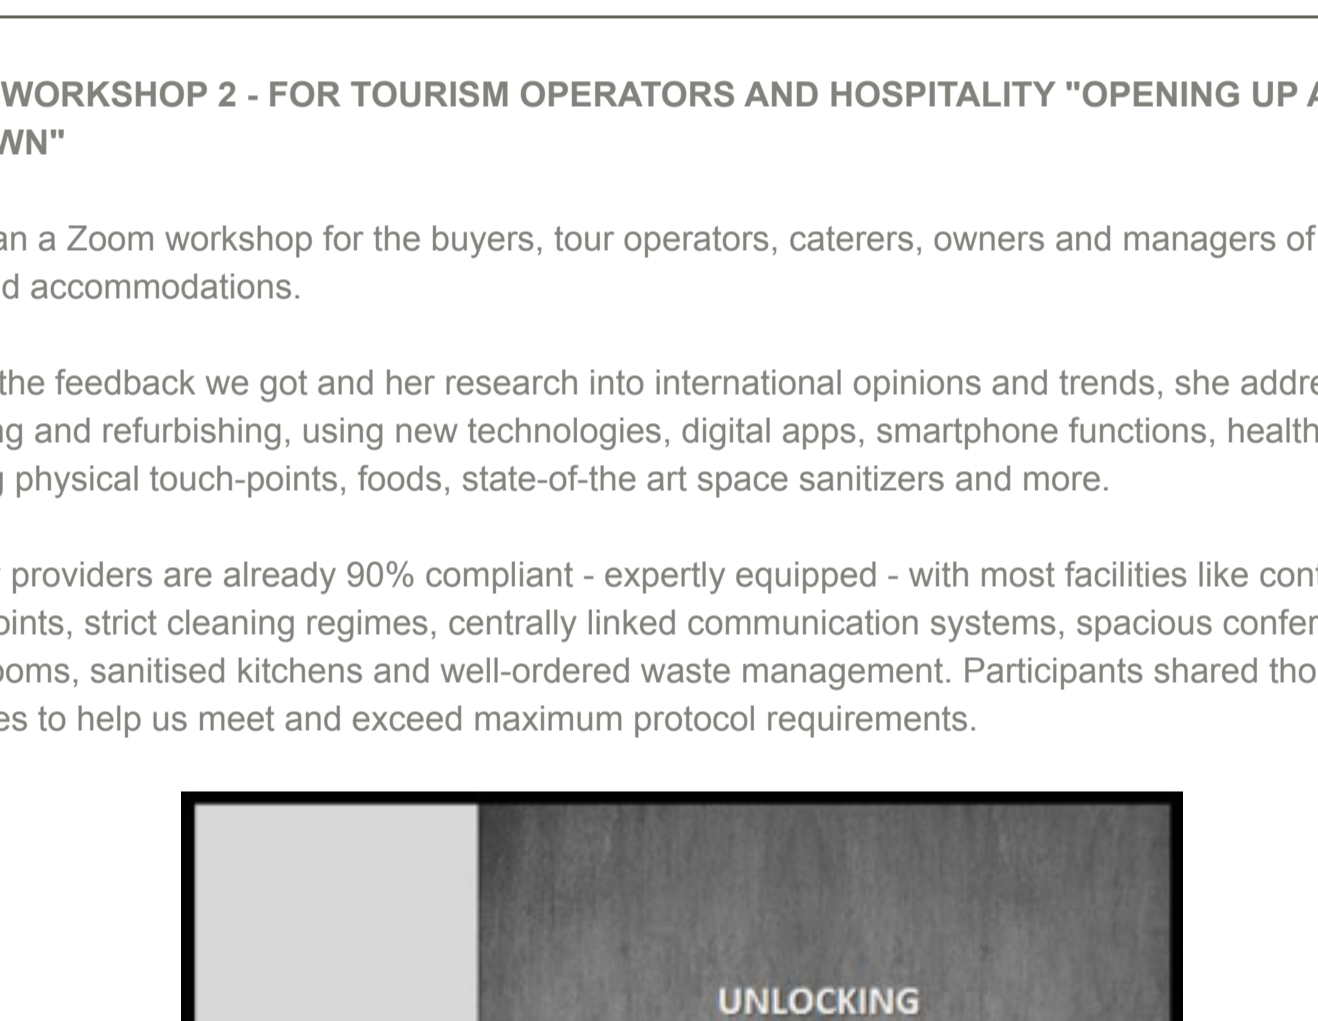 WORKSHOP 2 - FOR TOURISM OPERATORS AND HOSPITALITY "OPENING UP A
WN"
an a Zoom workshop for the buyers, tour operators, caterers, owners and managers of
d accommodations.
the feedback we got and her research into international opinions and trends, she addre
ng and refurbishing, using new technologies, digital apps, smartphone functions, health
g physical touch-points, foods, state-of-the art space sanitizers and more.
providers are already 90% compliant - expertly equipped - with most facilities like cont
oints, strict cleaning regimes, centrally linked communication systems, spacious confer
ooms, sanitised kitchens and well-ordered waste management. Participants shared tho
es to help us meet and exceed maximum protocol requirements.
UNLOCKING